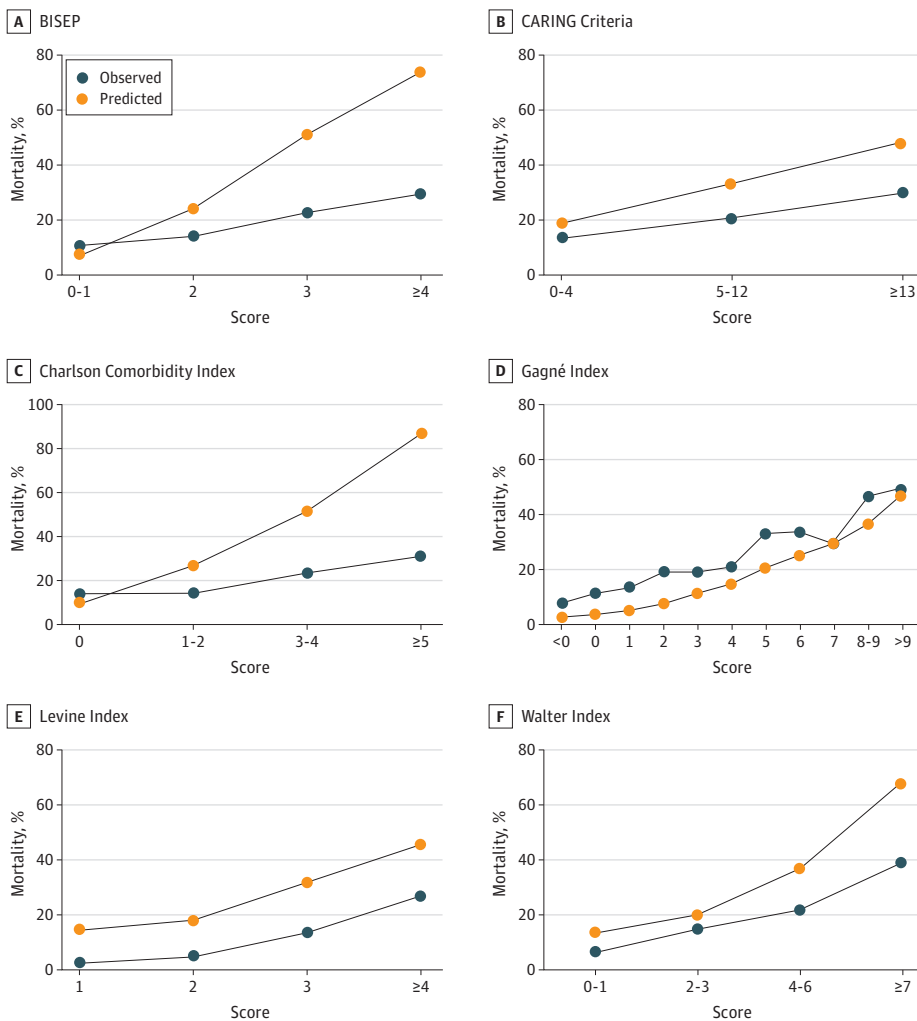 A BISEP
80
60
40
20
0
Mortality, %
Observed
Predicted
0-1 2 3 ≥4
Score
B CARING Criteria
80
60
40
20
0
Mortality, %
0-4 5-12 ≥13
Score
C Charlson Comorbidity Index
100
80
60
40
20
0
Mortality, %
0 1-2 3-4 ≥5
Score
D Gagné Index
80
60
40
20
0
Mortality, %
<0 0 1 2 3 4 5 6 7 8-9 >9
Score
E Levine Index
80
60
40
20
0
Mortality, %
1 2 3 ≥4
Score
F Walter Index
80
60
40
20
0
Mortality, %
0-1 2-3 4-6 ≥7
Score